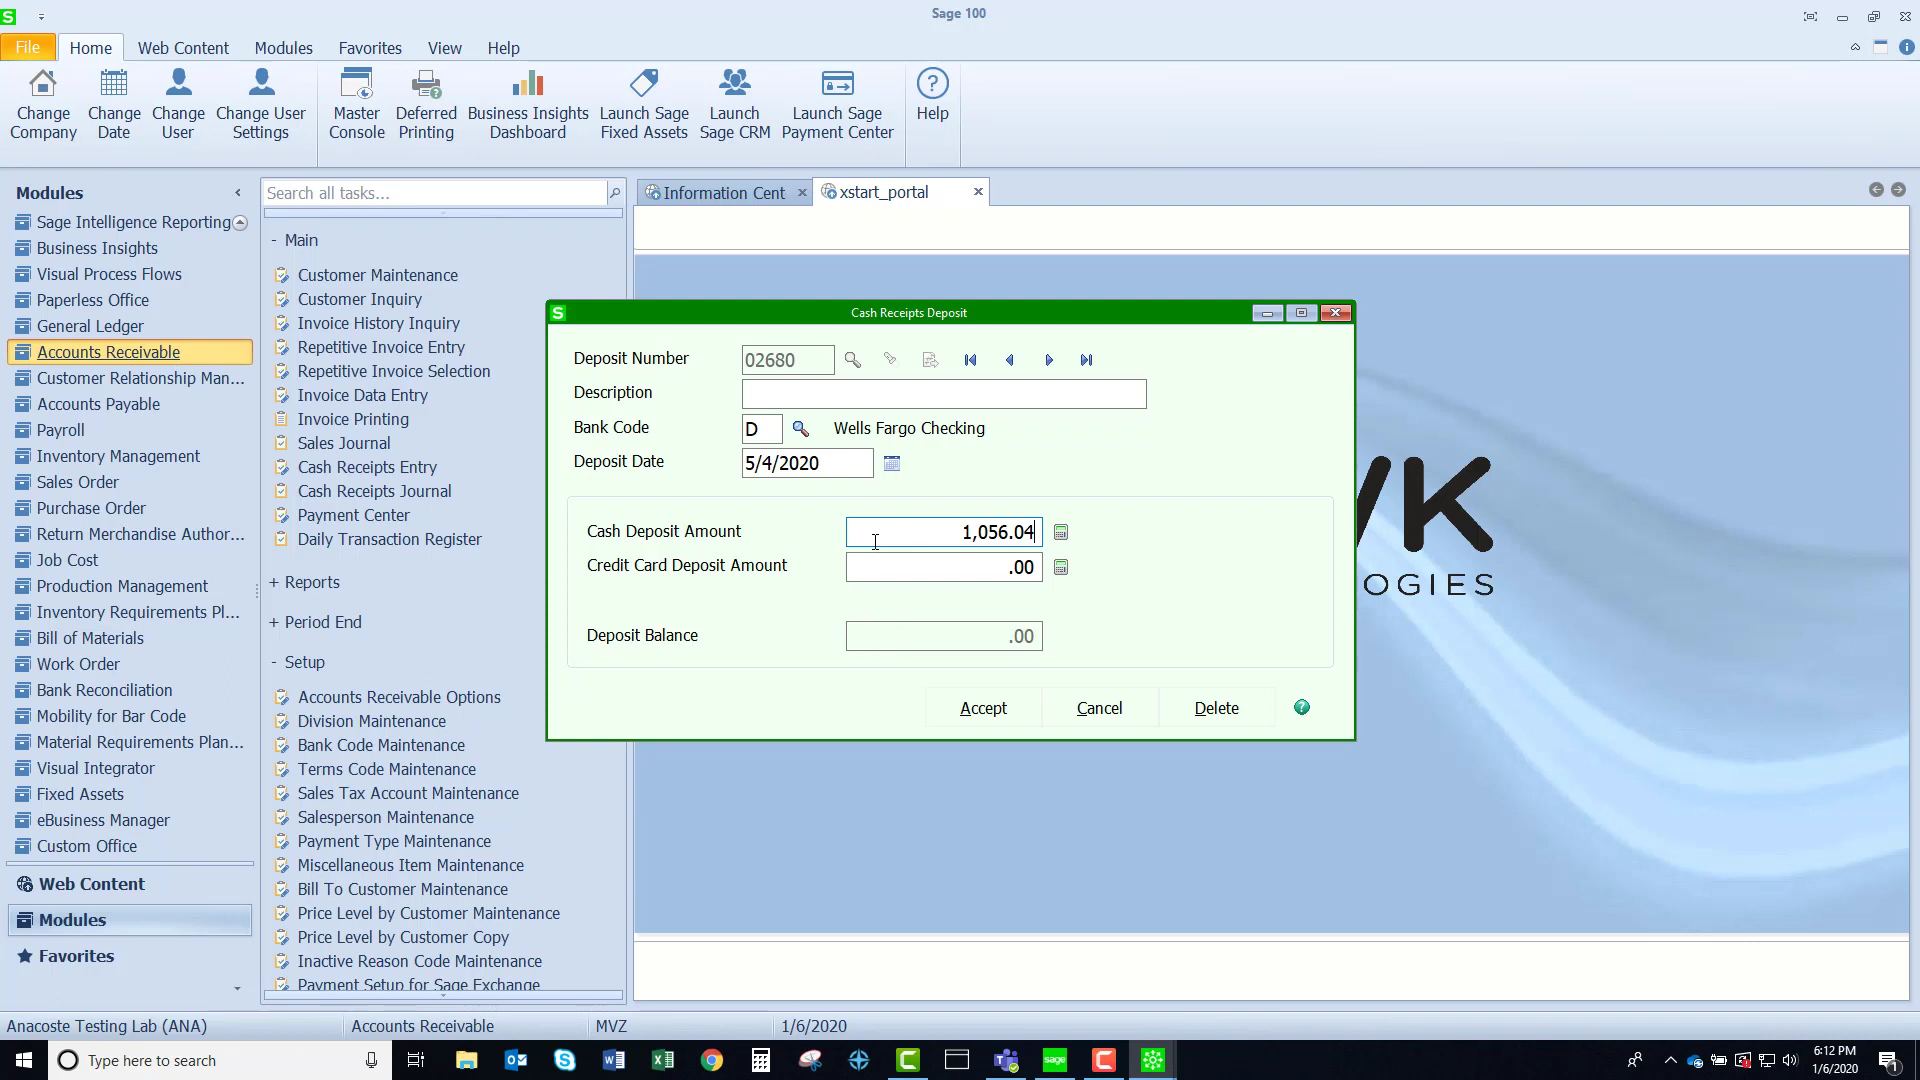 Sage 100
File Home Web Content Modules Favorites View Help
Change Company
Change Date
Change User
Change User Settings
Master Console
Deferred Printing
Business Insights Dashboard
Launch Sage Fixed Assets
Launch Sage CRM
Launch Sage Payment Center
Help
Modules
Sage Intelligence Reporting
Business Insights
Visual Process Flows
Paperless Office
General Ledger
Accounts Receivable
Customer Relationship Man...
Accounts Payable
Payroll
Inventory Management
Sales Order
Purchase Order
Return Merchandise Author...
Job Cost
Production Management
Inventory Requirements Pl...
Bill of Materials
Work Order
Bank Reconciliation
Mobility for Bar Code
Material Requirements Plan...
Visual Integrator
Fixed Assets
eBusiness Manager
Custom Office
Web Content
Modules
Favorites
Search all tasks...
- Main
Customer Maintenance
Customer Inquiry
Invoice History Inquiry
Repetitive Invoice Entry
Repetitive Invoice Selection
Invoice Data Entry
Invoice Printing
Sales Journal
Cash Receipts Entry
Cash Receipts Journal
Payment Center
Daily Transaction Register
+ Reports
+ Period End
- Setup
Accounts Receivable Options
Division Maintenance
Bank Code Maintenance
Terms Code Maintenance
Sales Tax Account Maintenance
Salesperson Maintenance
Payment Type Maintenance
Miscellaneous Item Maintenance
Bill To Customer Maintenance
Price Level by Customer Maintenance
Price Level by Customer Copy
Inactive Reason Code Maintenance
Payment Setup for Sage Exchange
Information Cent
xstart_portal
Cash Receipts Deposit
Deposit Number 02680
Description
Bank Code D Wells Fargo Checking
Deposit Date 5/4/2020
Cash Deposit Amount 1,056.04
Credit Card Deposit Amount .00
Deposit Balance .00
Accept Cancel Delete
VK
OGIES
Anacoste Testing Lab (ANA) Accounts Receivable MVZ 1/6/2020
Type here to search
sage
6:12 PM
1/6/2020
1